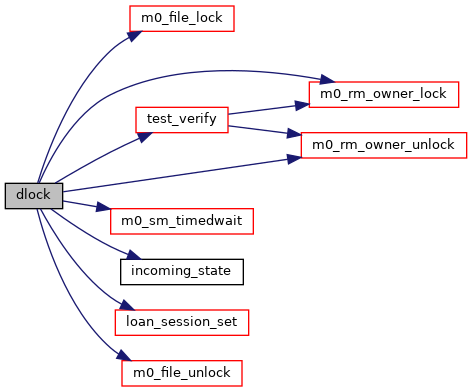 m0_file_lock
m0_rm_owner_lock
test_verify
m0_rm_owner_unlock
dlock
m0_sm_timedwait
incoming_state
loan_session_set
m0_file_unlock